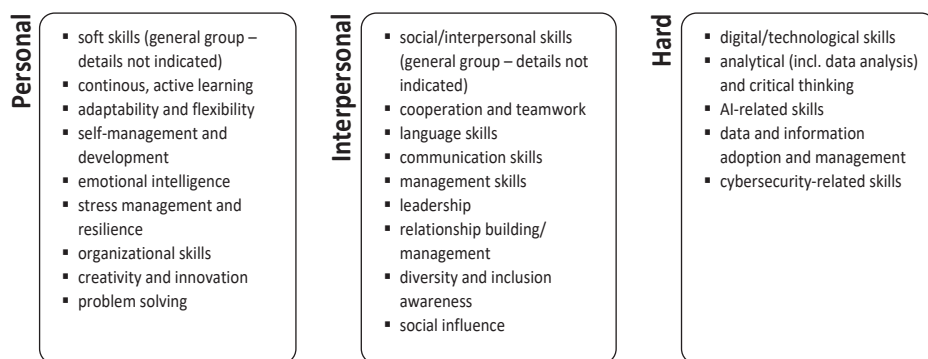 Personal
▪ soft skills (general group –
details not indicated)
▪ continous, active learning
▪ adaptability and flexibility
▪ self-management and
development
▪ emotional intelligence
▪ stress management and
resilience
▪ organizational skills
▪ creativity and innovation
▪ problem solving
Interpersonal
▪ social/interpersonal skills
(general group – details not
indicated)
▪ cooperation and teamwork
▪ language skills
▪ communication skills
▪ management skills
▪ leadership
▪ relationship building/
management
▪ diversity and inclusion
awareness
▪ social influence
Hard
▪ digital/technological skills
▪ analytical (incl. data analysis)
and critical thinking
▪ AI-related skills
▪ data and information
adoption and management
▪ cybersecurity-related skills